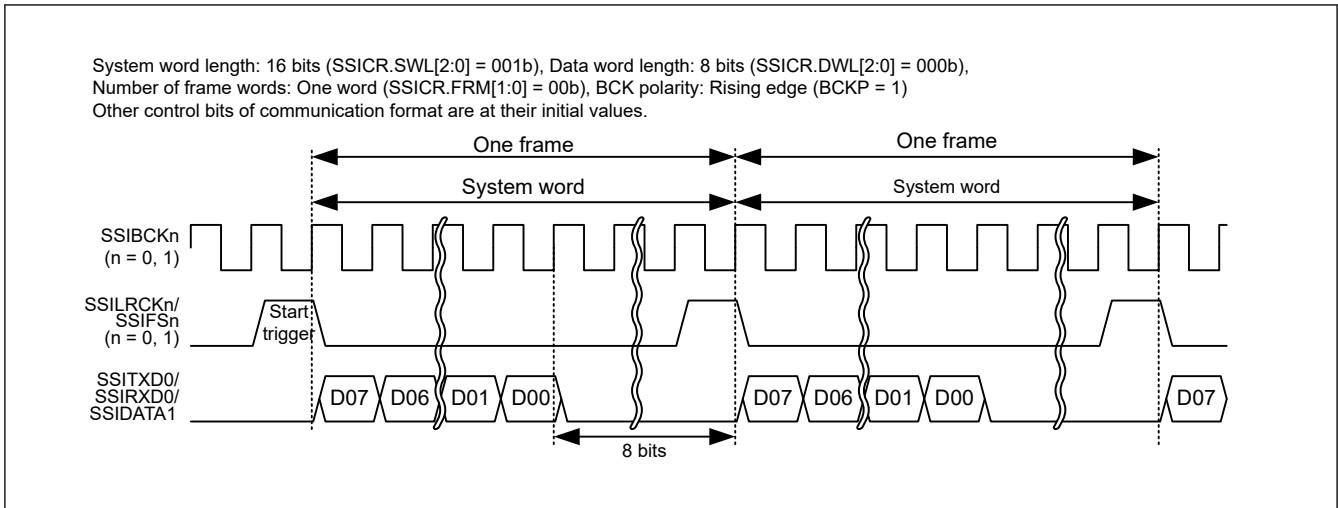 System word length: 16 bits (SSICR.SWL[2:0] = 001b), Data word length: 8 bits (SSICR.DWL[2:0] = 000b),
Number of frame words: One word (SSICR.FRM[1:0] = 00b), BCK polarity: Rising edge (BCKP = 1)
Other control bits of communication format are at their initial values.
One frame
One frame
System word
System word
SSIBCKn
(n = 0, 1)
SSILRCKn/
SSIFSn
(n = 0, 1)
Start
trigger
SSITXD0/
SSIRXD0/
SSIDATA1
D07 D06 D01 D00 D07 D06 D01 D00 D07
8 bits